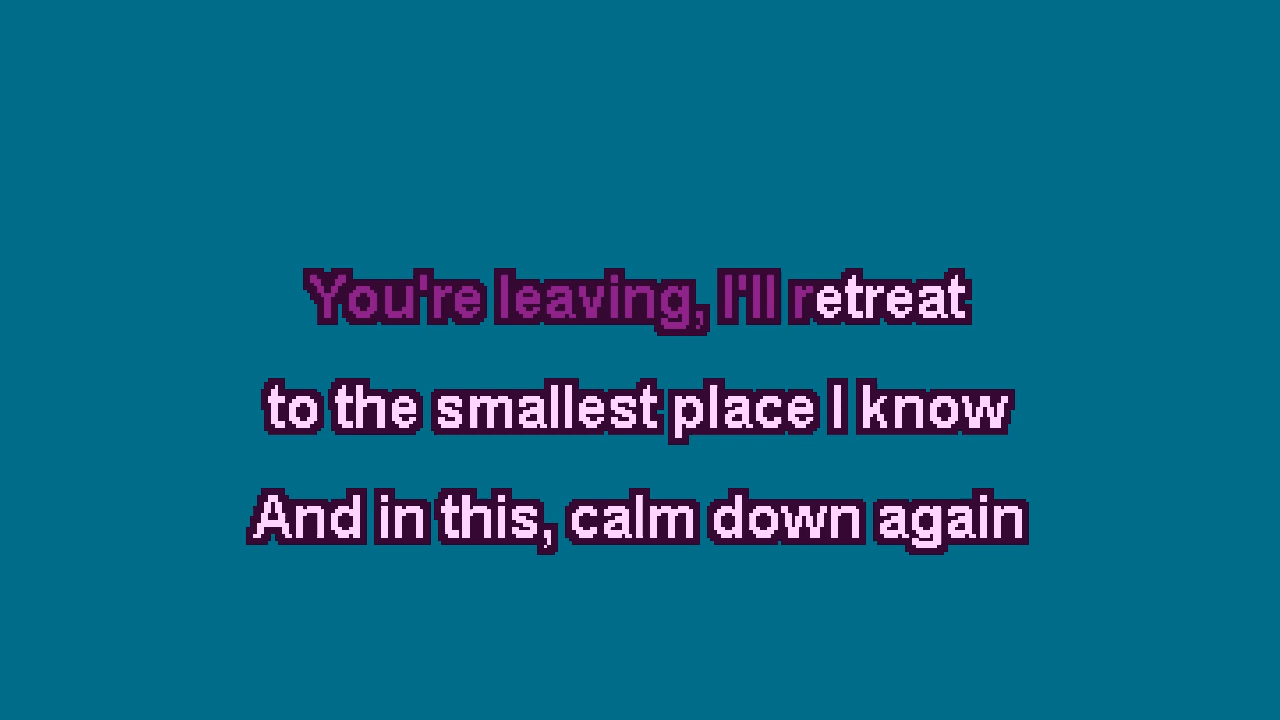 You're leaving, I'll retreat
to the smallest place I know
And in this, calm down again